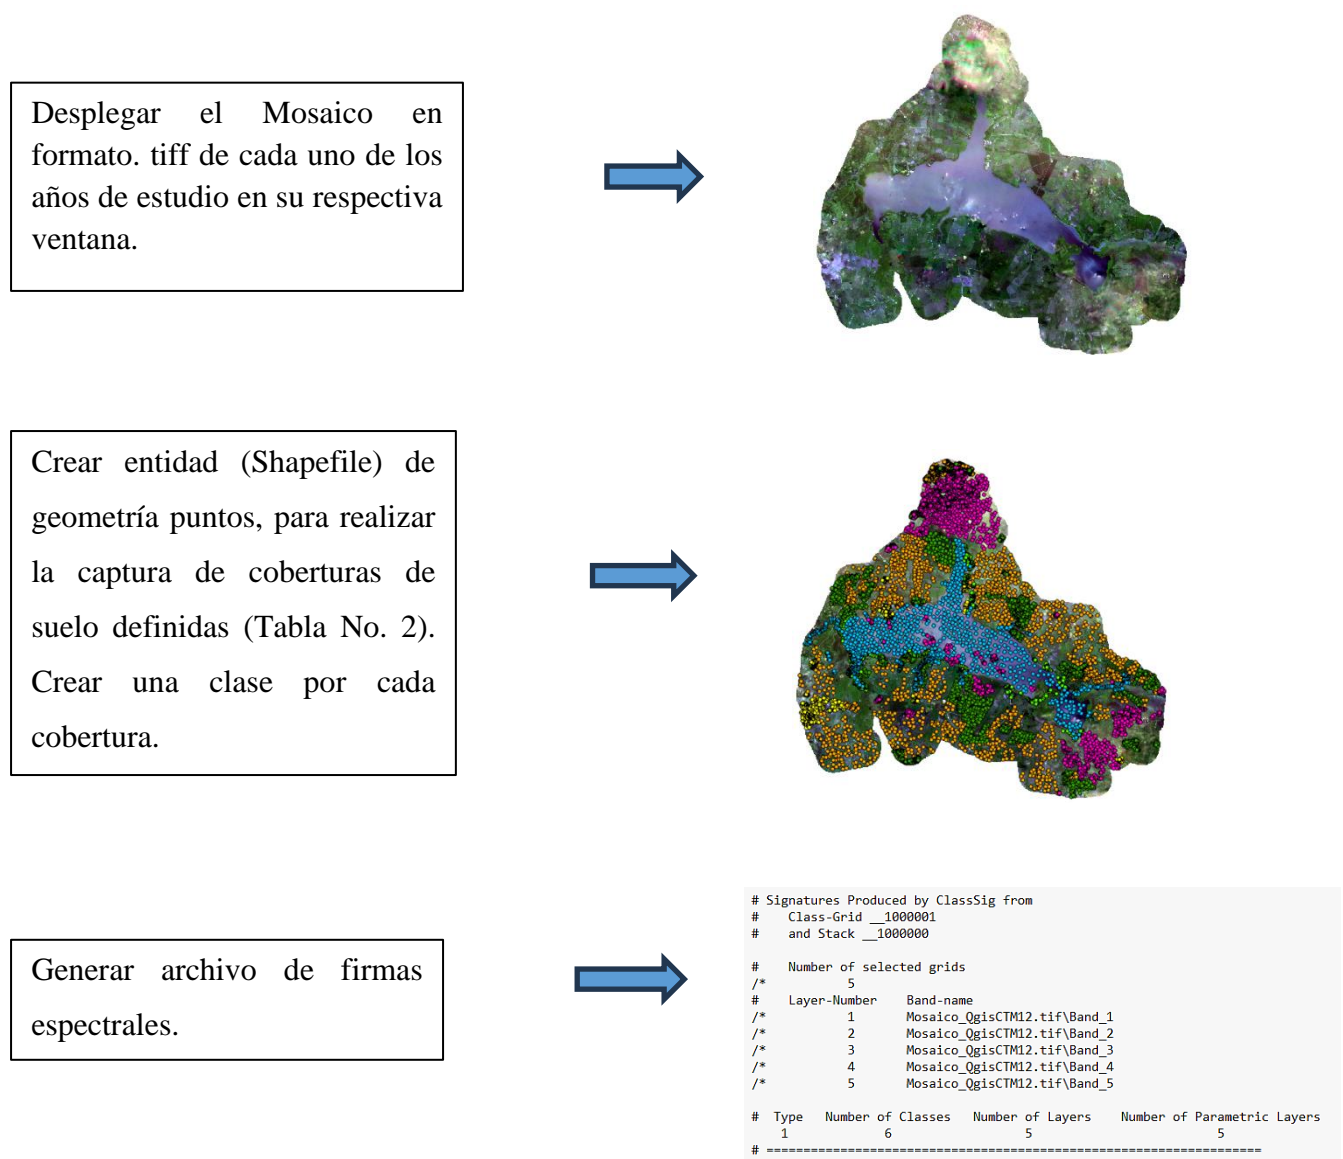 Desplegar el Mosaico en
formato. tiff de cada uno de los
años de estudio en su respectiva
ventana.
Crear entidad (Shapefile) de
geometría puntos, para realizar
la captura de coberturas de
suelo definidas (Tabla No. 2).
Crear una clase por cada
cobertura.
Generar archivo de firmas
espectrales.
# Signatures Produced by ClassSig from
#    Class-Grid __1000001
#    and Stack __1000000
#    Number of selected grids
/*           5
#    Layer-Number    Band-name
/*           1       Mosaico_QgisCTM12.tif\Band_1
/*           2       Mosaico_QgisCTM12.tif\Band_2
/*           3       Mosaico_QgisCTM12.tif\Band_3
/*           4       Mosaico_QgisCTM12.tif\Band_4
/*           5       Mosaico_QgisCTM12.tif\Band_5
#  Type   Number of Classes   Number of Layers    Number of Parametric Layers
    1             6                  5                         5
# ===================================================================